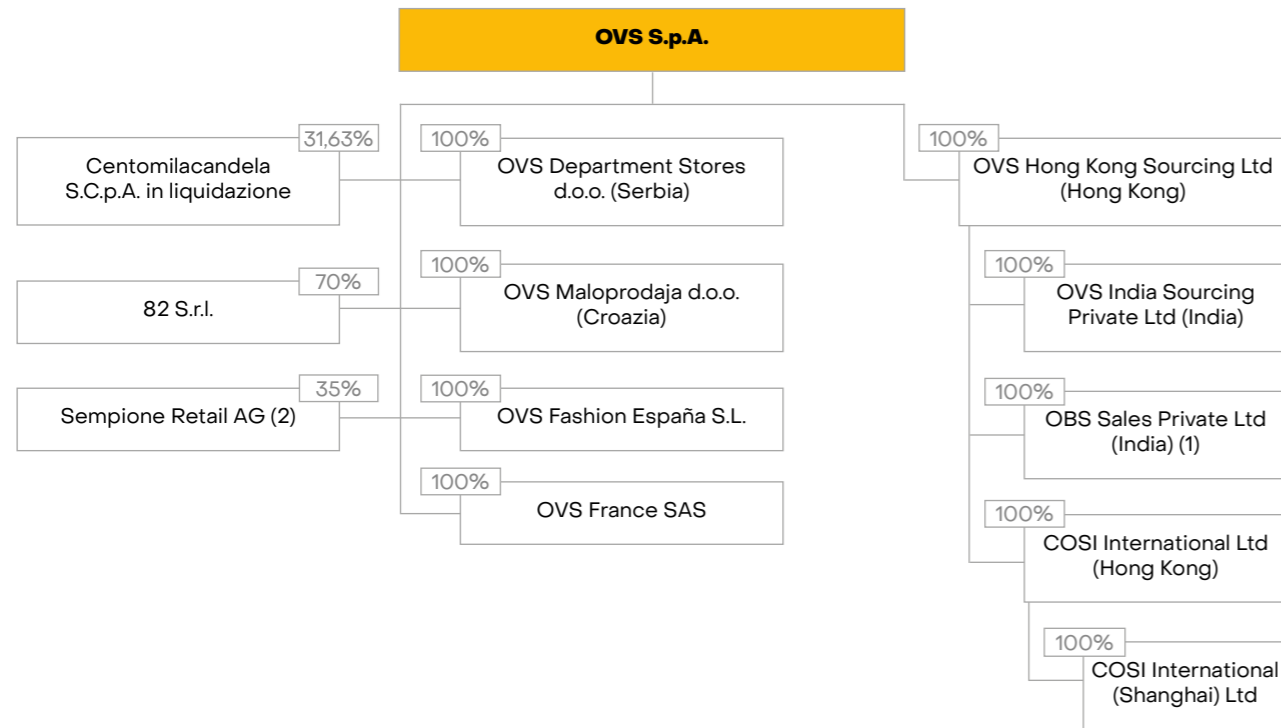 OVS S.p.A.
31,63%
Centomilacandela
S.C.p.A. in liquidazione
70%
82 S.r.l.
35%
Sempione Retail AG (2)
100%
OVS Department Stores
d.o.o. (Serbia)
100%
OVS Maloprodaja d.o.o.
(Croazia)
100%
OVS Fashion España S.L.
100%
OVS France SAS
100%
OVS Hong Kong Sourcing Ltd
(Hong Kong)
100%
OVS India Sourcing
Private Ltd (India)
100%
OBS Sales Private Ltd
(India) (1)
100%
COSI International Ltd
(Hong Kong)
100%
COSI International
(Shanghai) Ltd